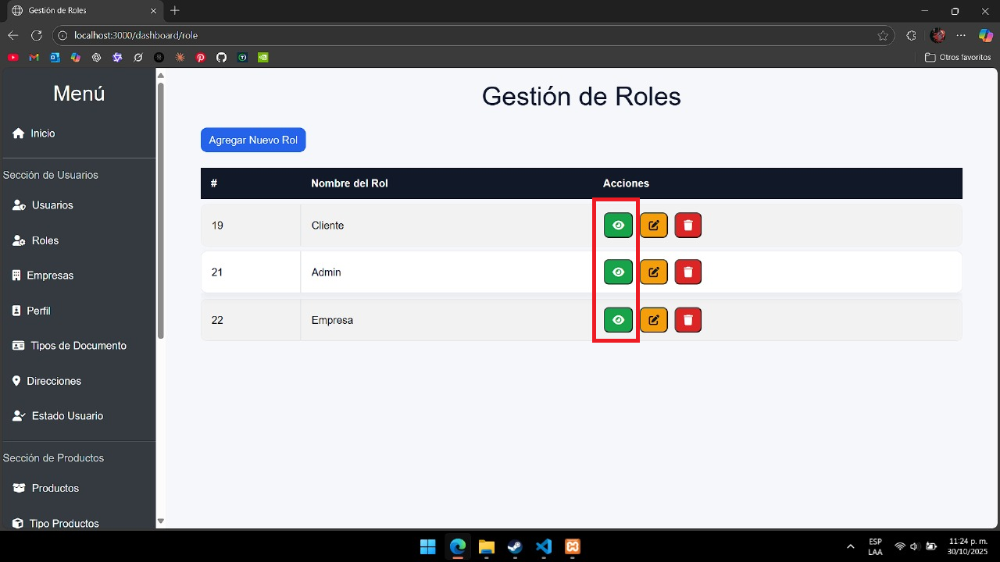 Gestión de Roles
localhost:3000/dashboard/role
Otros favoritos
Menú
Inicio
Sección de Usuarios
Usuarios
Roles
Empresas
Perfil
Tipos de Documento
Direcciones
Estado Usuario
Sección de Productos
Productos
Tipo Productos
Gestión de Roles
Agregar Nuevo Rol
# Nombre del Rol Acciones
19 Cliente
21 Admin
22 Empresa
ESP
LAA
11:24 p. m.
30/10/2025